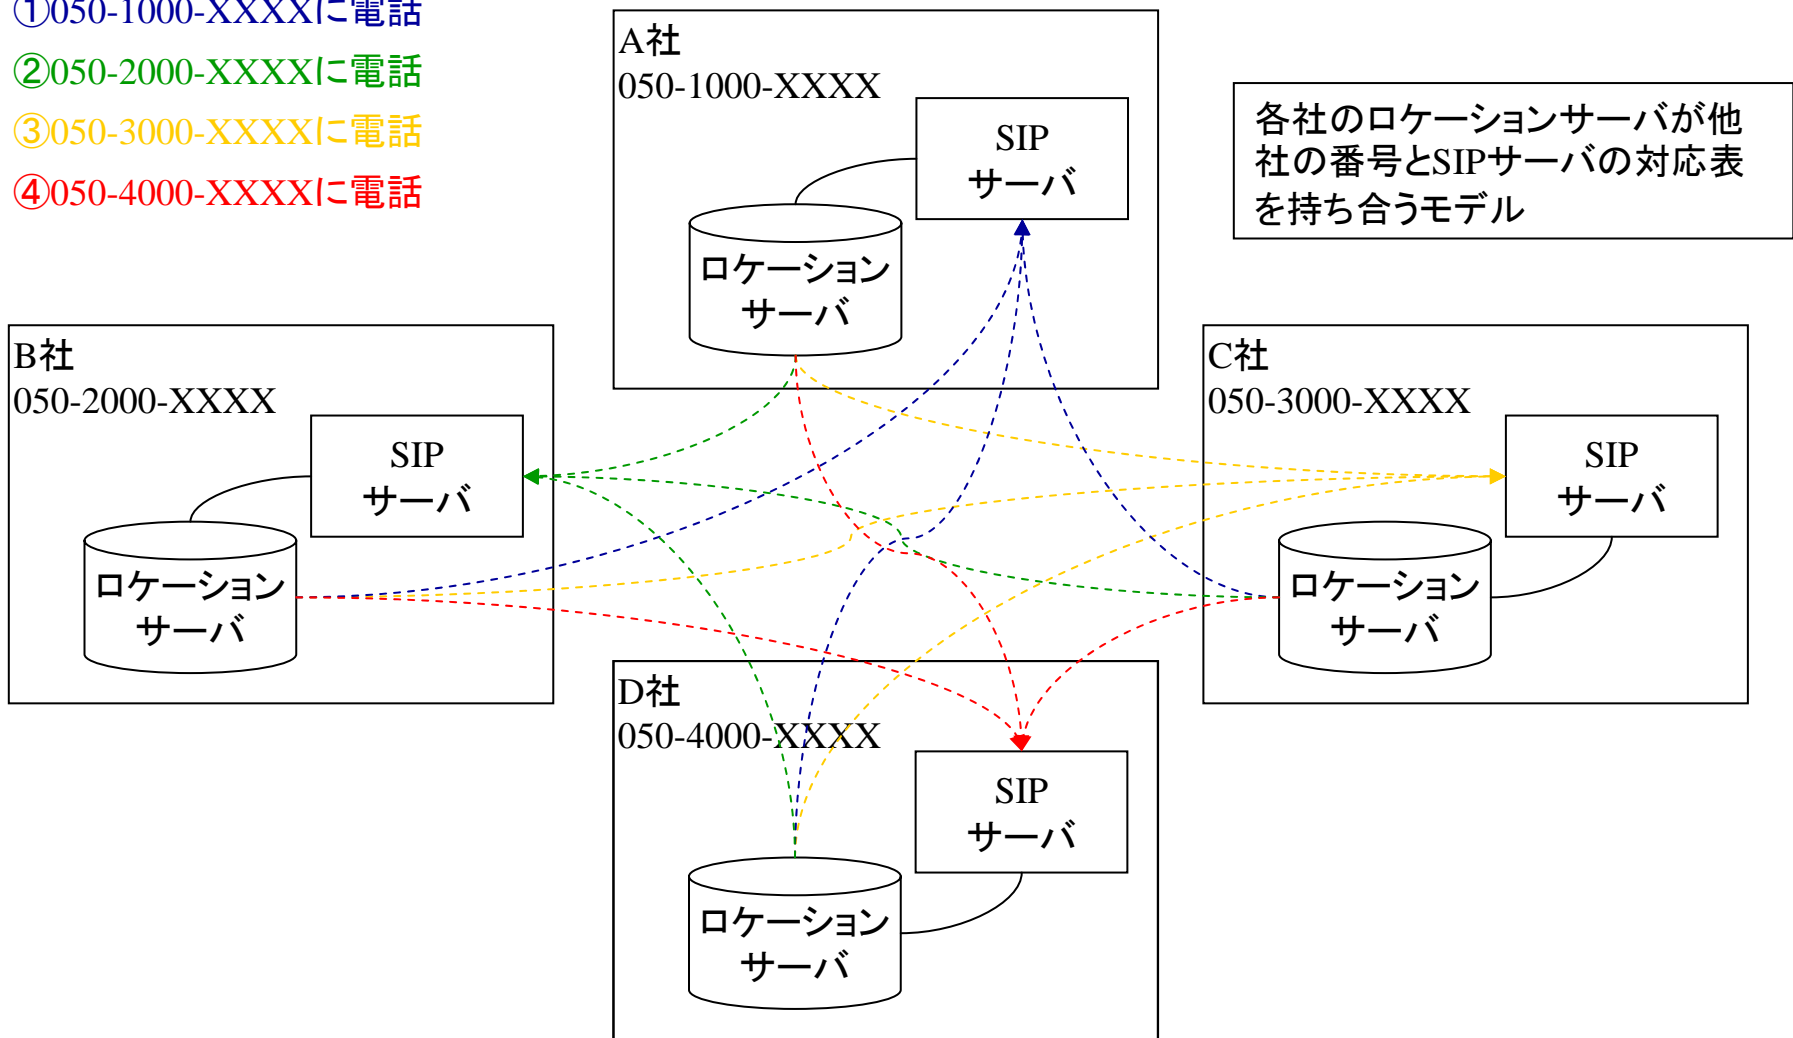 ①050-1000-XXXXに電話
②050-2000-XXXXに電話
③050-3000-XXXXに電話
④050-4000-XXXXに電話
A社
050-1000-XXXX
SIP
サーバ
ロケーション
サーバ
各社のロケーションサーバが他
社の番号とSIPサーバの対応表
を持ち合うモデル
B社
050-2000-XXXX
SIP
サーバ
ロケーション
サーバ
C社
050-3000-XXXX
SIP
サーバ
ロケーション
サーバ
D社
050-4000-XXXX
SIP
サーバ
ロケーション
サーバ